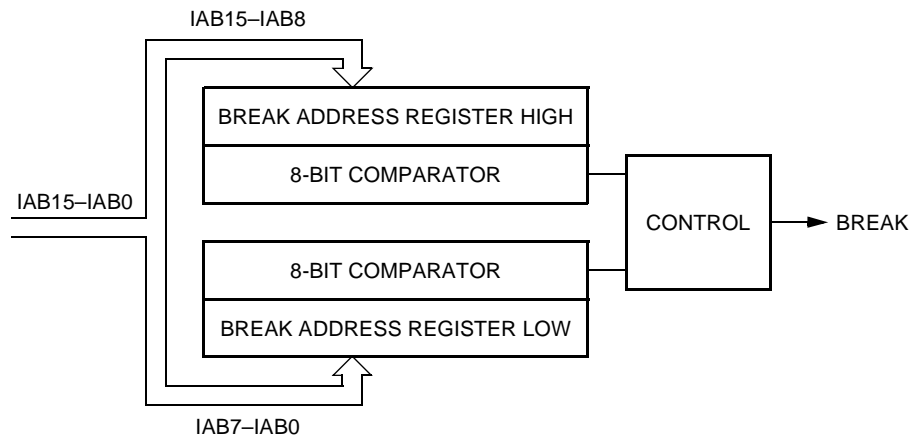 IAB15–IAB8
BREAK ADDRESS REGISTER HIGH
8-BIT COMPARATOR
IAB15–IAB0
CONTROL
BREAK
8-BIT COMPARATOR
BREAK ADDRESS REGISTER LOW
IAB7–IAB0